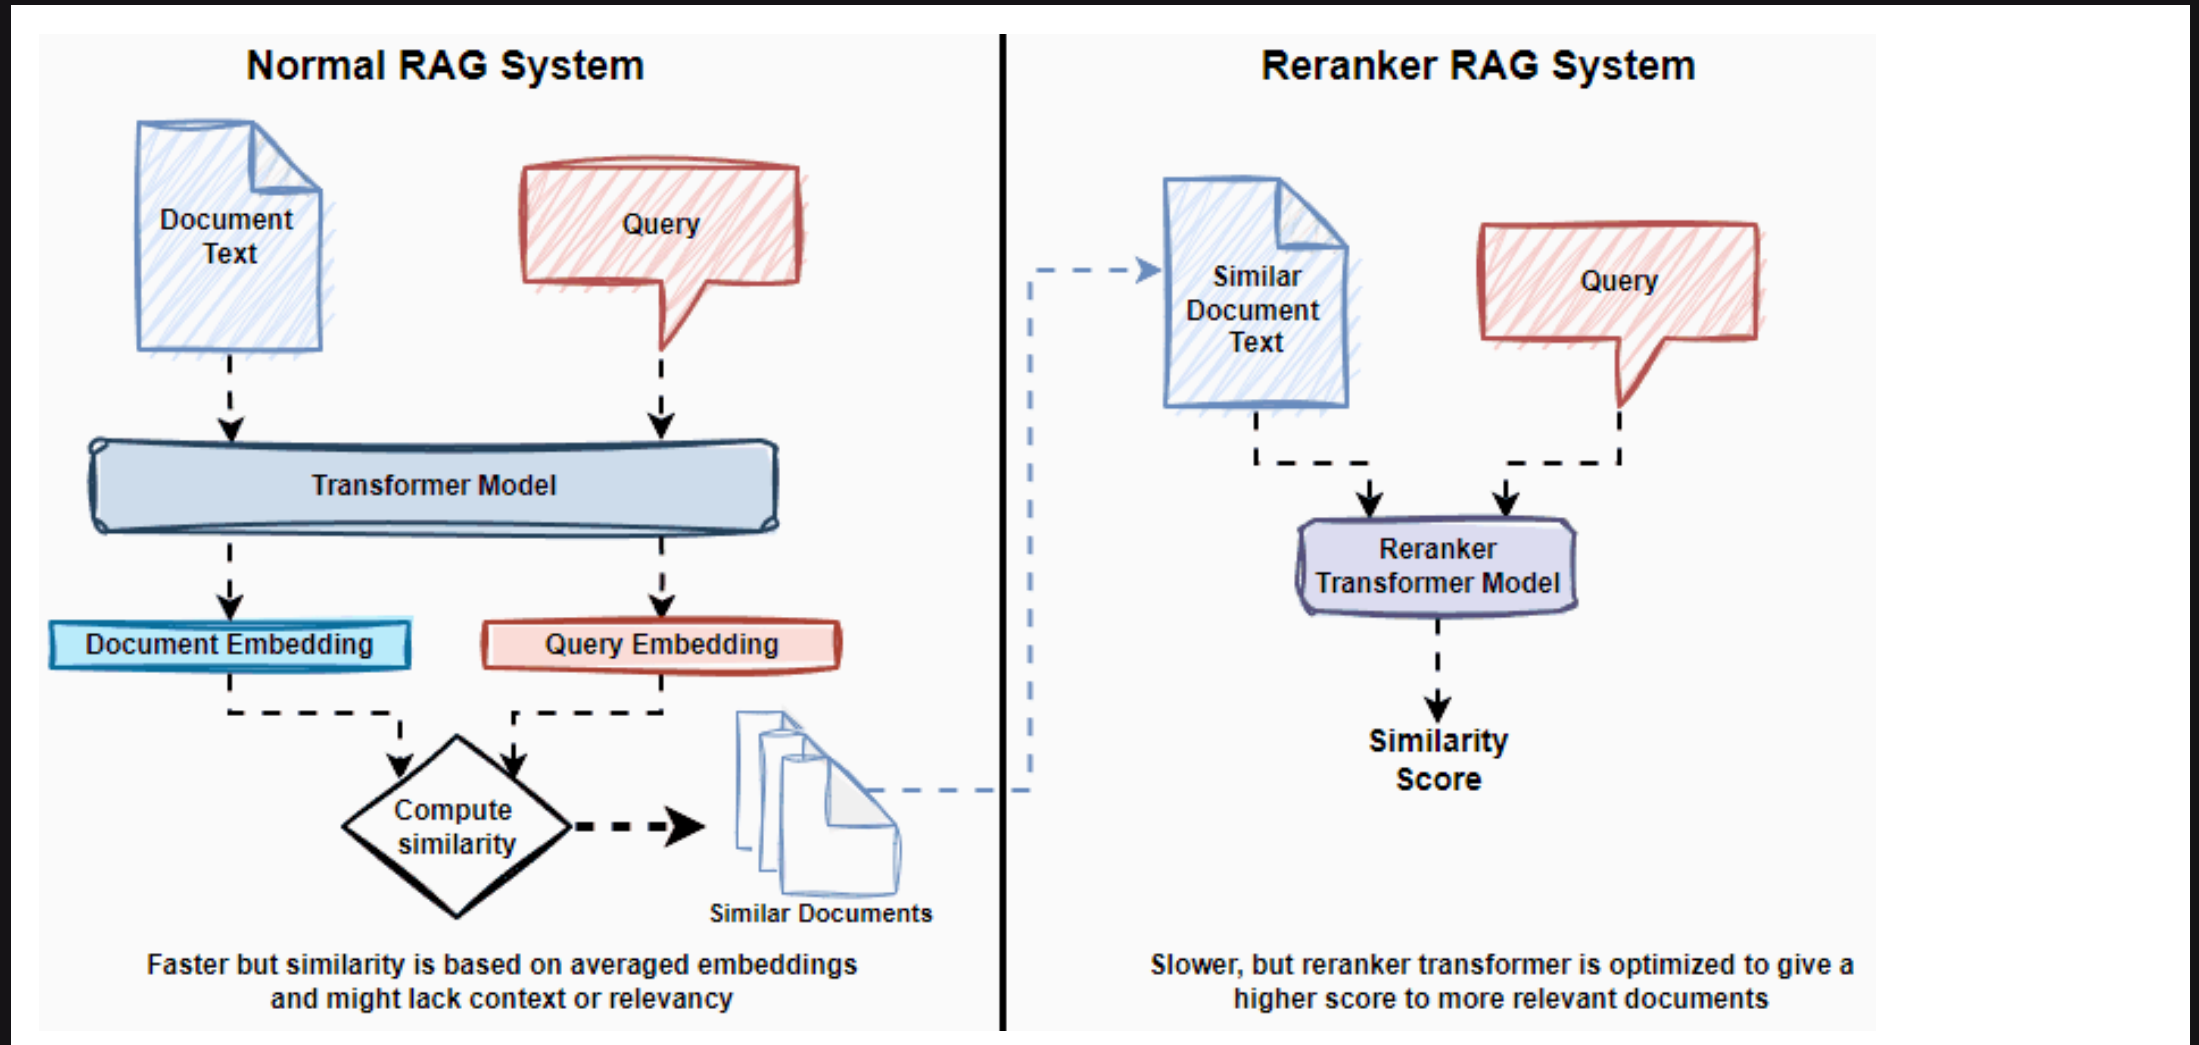 Normal RAG System
Document
Text
Query
Transformer Model
Document Embedding
Query Embedding
Compute
similarity
Similar Documents
Faster but similarity is based on averaged embeddings
and might lack context or relevancy
Reranker RAG System
Similar
Document
Text
Query
Reranker
Transformer Model
Similarity
Score
Slower, but reranker transformer is optimized to give a
higher score to more relevant documents